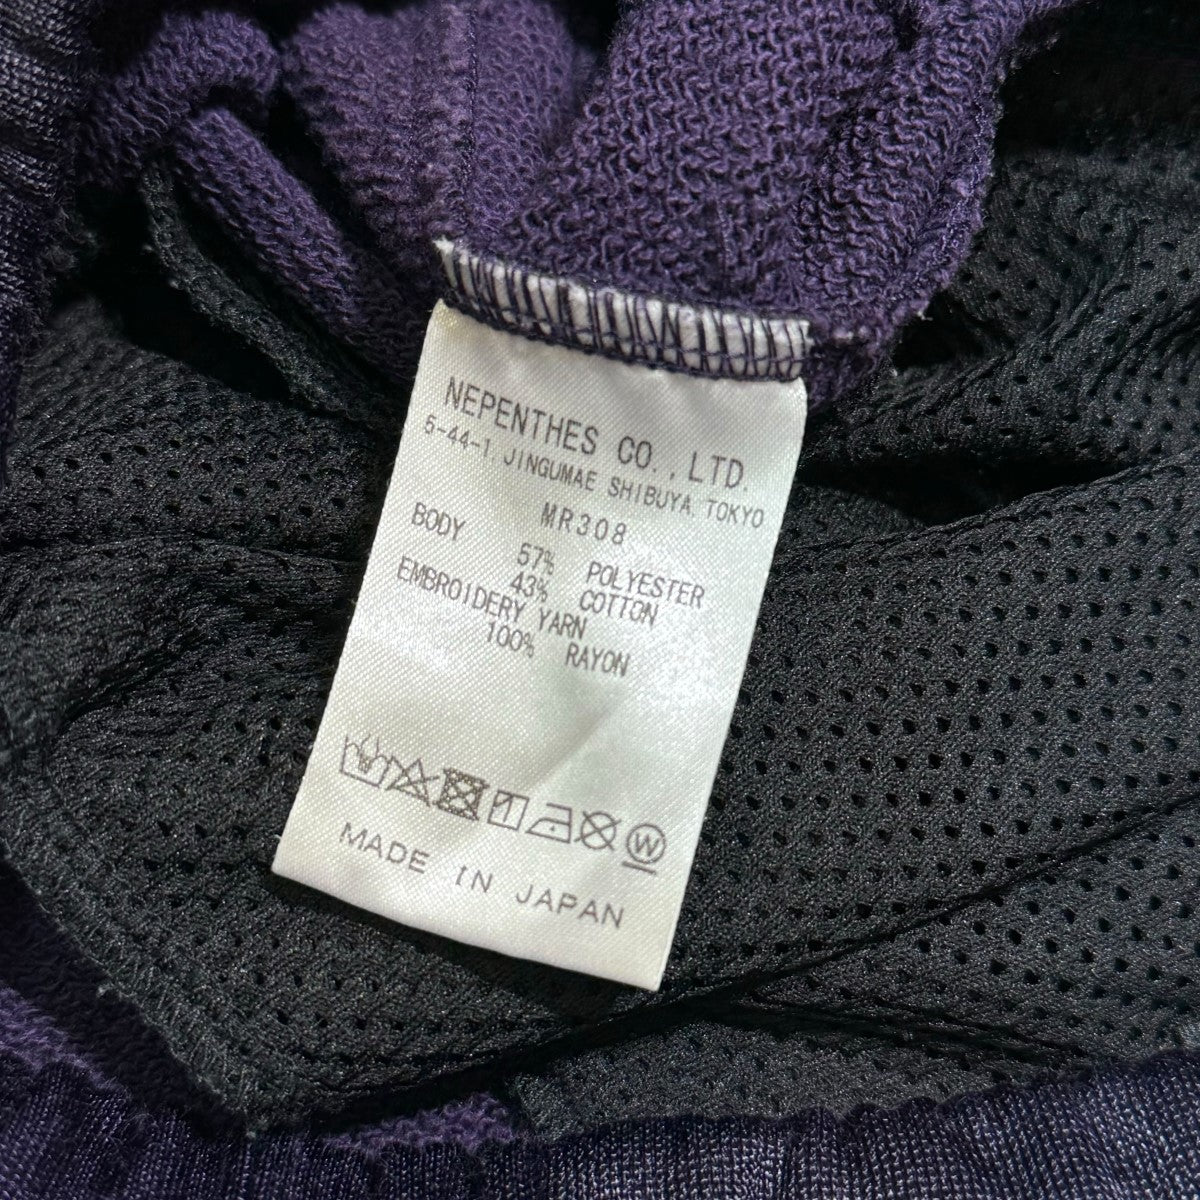 NEPENTHES CO.,LTD.
5-44-1, JINGUMAE SHIBUYA, TOKYO
MR308
BODY
57% POLYESTER
43% COTTON
EMBROIDERY YARN
100% RAYON
W
MADE IN JAPAN